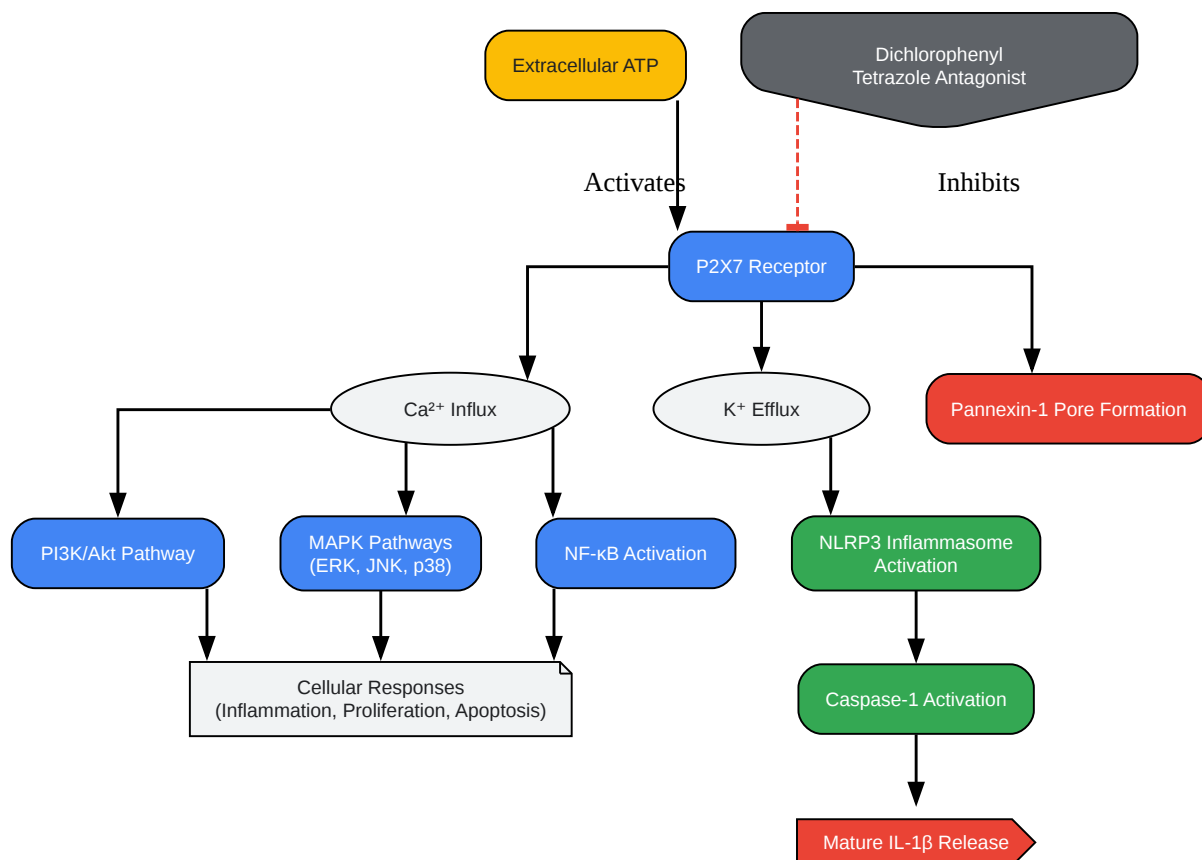 Extracellular ATP
Dichlorophenyl
Tetrazole Antagonist
Activates
Inhibits
P2X7 Receptor
Ca²⁺ Influx
K⁺ Efflux
Pannexin-1 Pore Formation
PI3K/Akt Pathway
MAPK Pathways
(ERK, JNK, p38)
NF-κB Activation
NLRP3 Inflammasome
Activation
Cellular Responses
(Inflammation, Proliferation, Apoptosis)
Caspase-1 Activation
Mature IL-1β Release